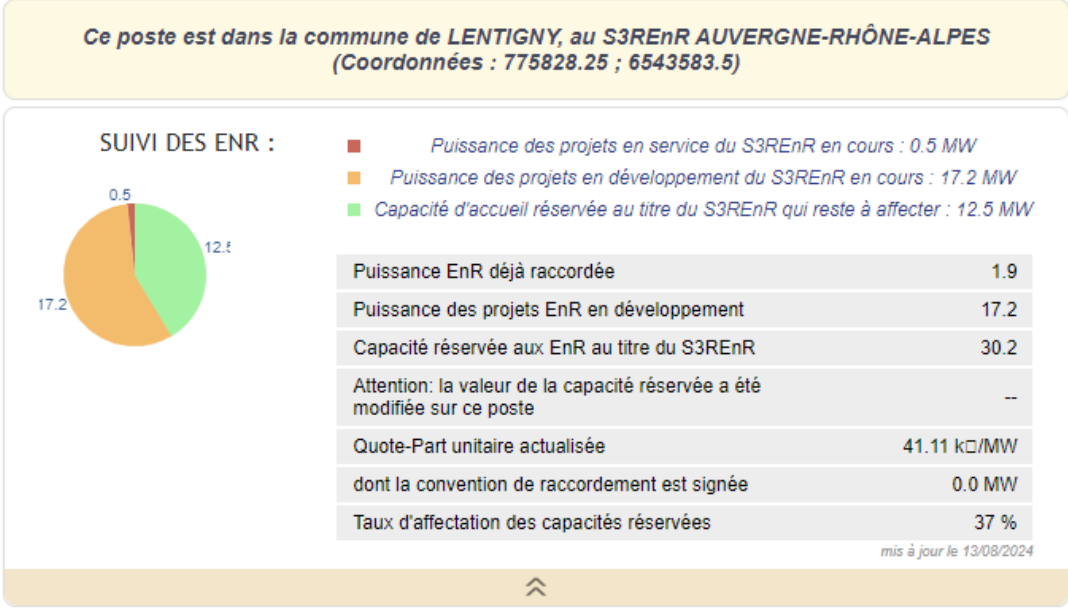 Ce poste est dans la commune de LENTIGNY, au S3REnR AUVERGNE-RHÔNE-ALPES
(Coordonnées : 775828.25 ; 6543583.5)
SUIVI DES ENR :
Puissance des projets en service du S3REnR en cours : 0.5 MW
Puissance des projets en développement du S3REnR en cours : 17.2 MW
Capacité d'accueil réservée au titre du S3REnR qui reste à affecter : 12.5 MW
0.5
12.5
17.2
Puissance EnR déjà raccordée 1.9
Puissance des projets EnR en développement 17.2
Capacité réservée aux EnR au titre du S3REnR 30.2
Attention: la valeur de la capacité réservée a été
modifiée sur ce poste --
Quote-Part unitaire actualisée 41.11 k□/MW
dont la convention de raccordement est signée 0.0 MW
Taux d'affectation des capacités réservées 37 %
mis à jour le 13/08/2024